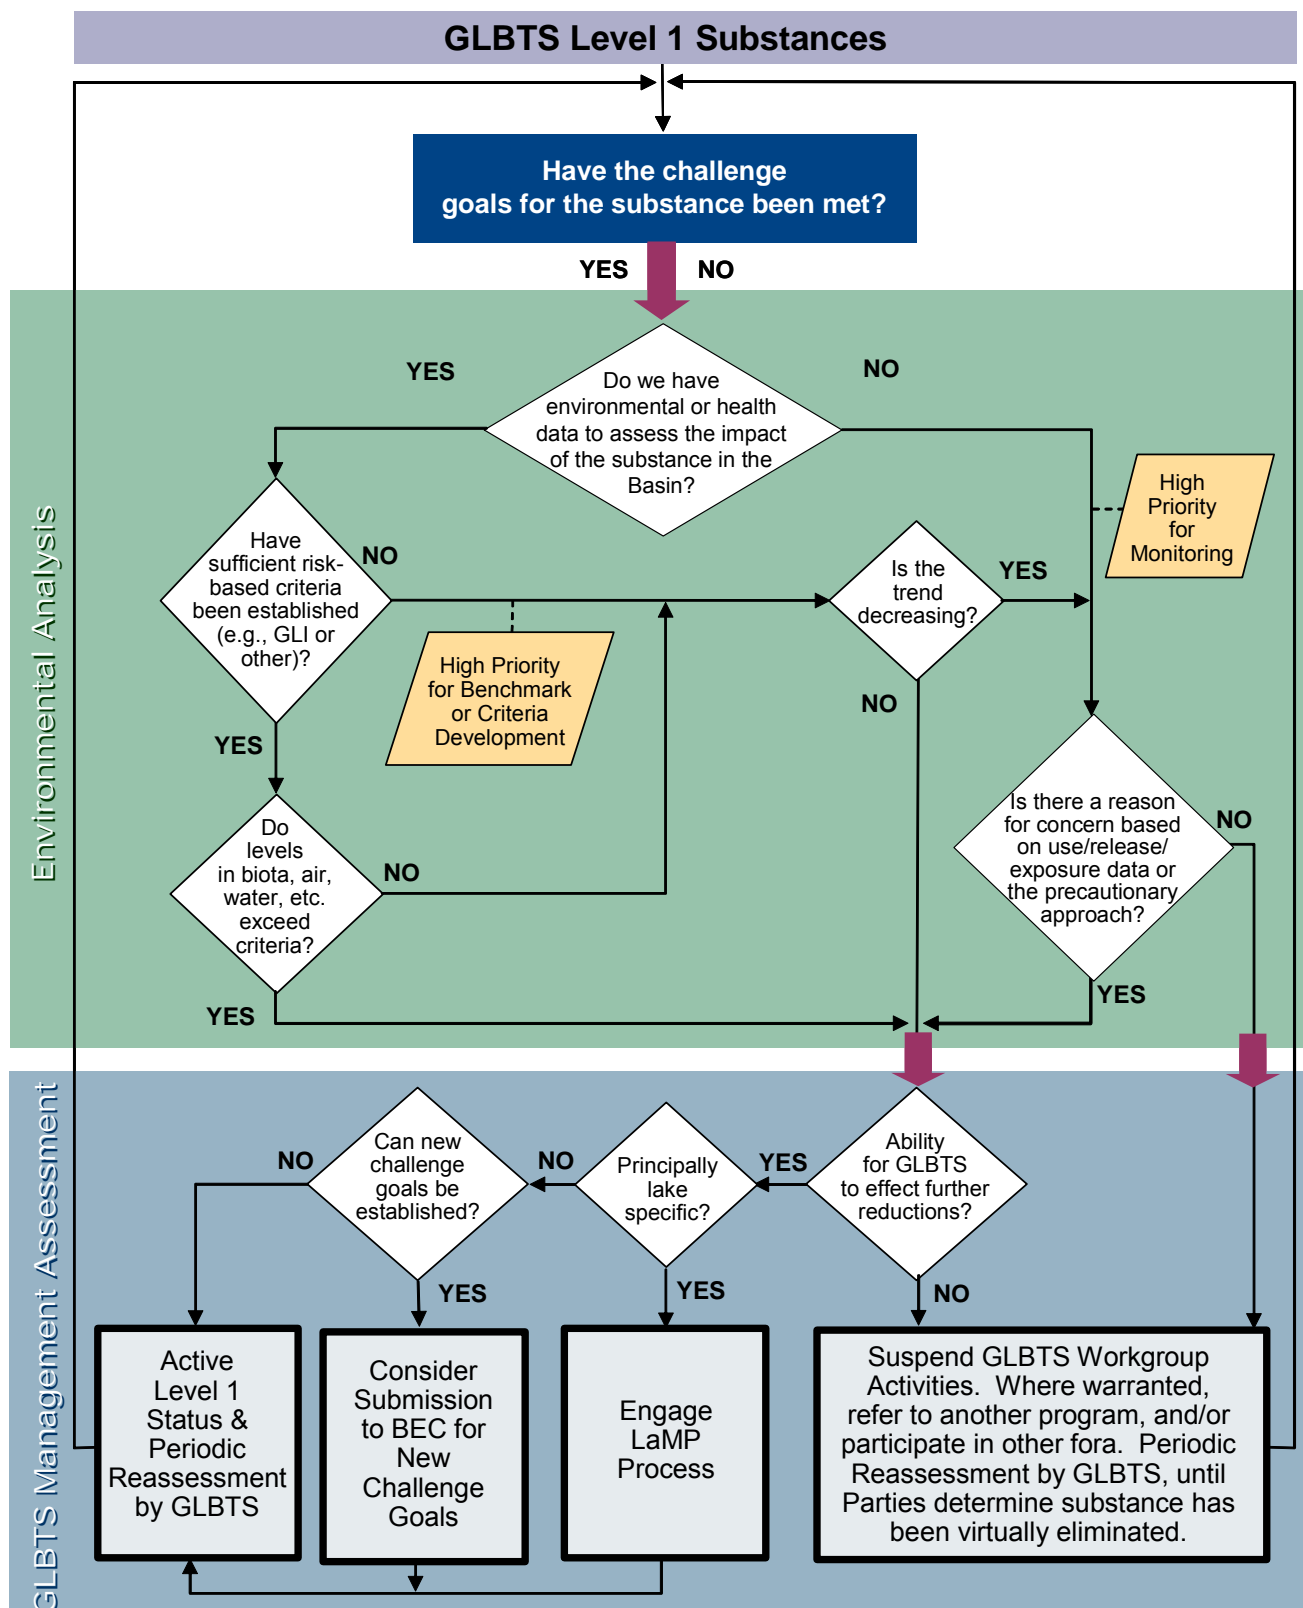 GLBTS Level 1 Substances
Have the challenge
goals for the substance been met?
YES NO
YES
NO
Do we have
environmental or health
data to assess the impact
of the substance in the
Basin?
High
Priority
for
Monitoring
Have
sufficient risk-
based criteria
been established
(e.g., GLI or
other)?
NO
Is the
trend
decreasing?
YES
High Priority
for Benchmark
or Criteria
Development
NO
YES
Is there a reason
for concern based
on use/release/
exposure data or
the precautionary
approach?
NO
Do
levels
in biota, air,
water, etc.
exceed
criteria?
NO
YES
YES
Environmental Analysis
Can new
challenge
goals be
established?
NO
Principally
lake
specific?
NO
Ability
for GLBTS
to effect further
reductions?
YES
YES
YES
NO
Active
Level 1
Status &
Periodic
Reassessment
by GLBTS
Consider
Submission
to BEC for
New
Challenge
Goals
Engage
LaMP
Process
Suspend GLBTS Workgroup
Activities. Where warranted,
refer to another program, and/or
participate in other fora. Periodic
Reassessment by GLBTS, until
Parties determine substance has
been virtually eliminated.
GLBTS Management Assessment